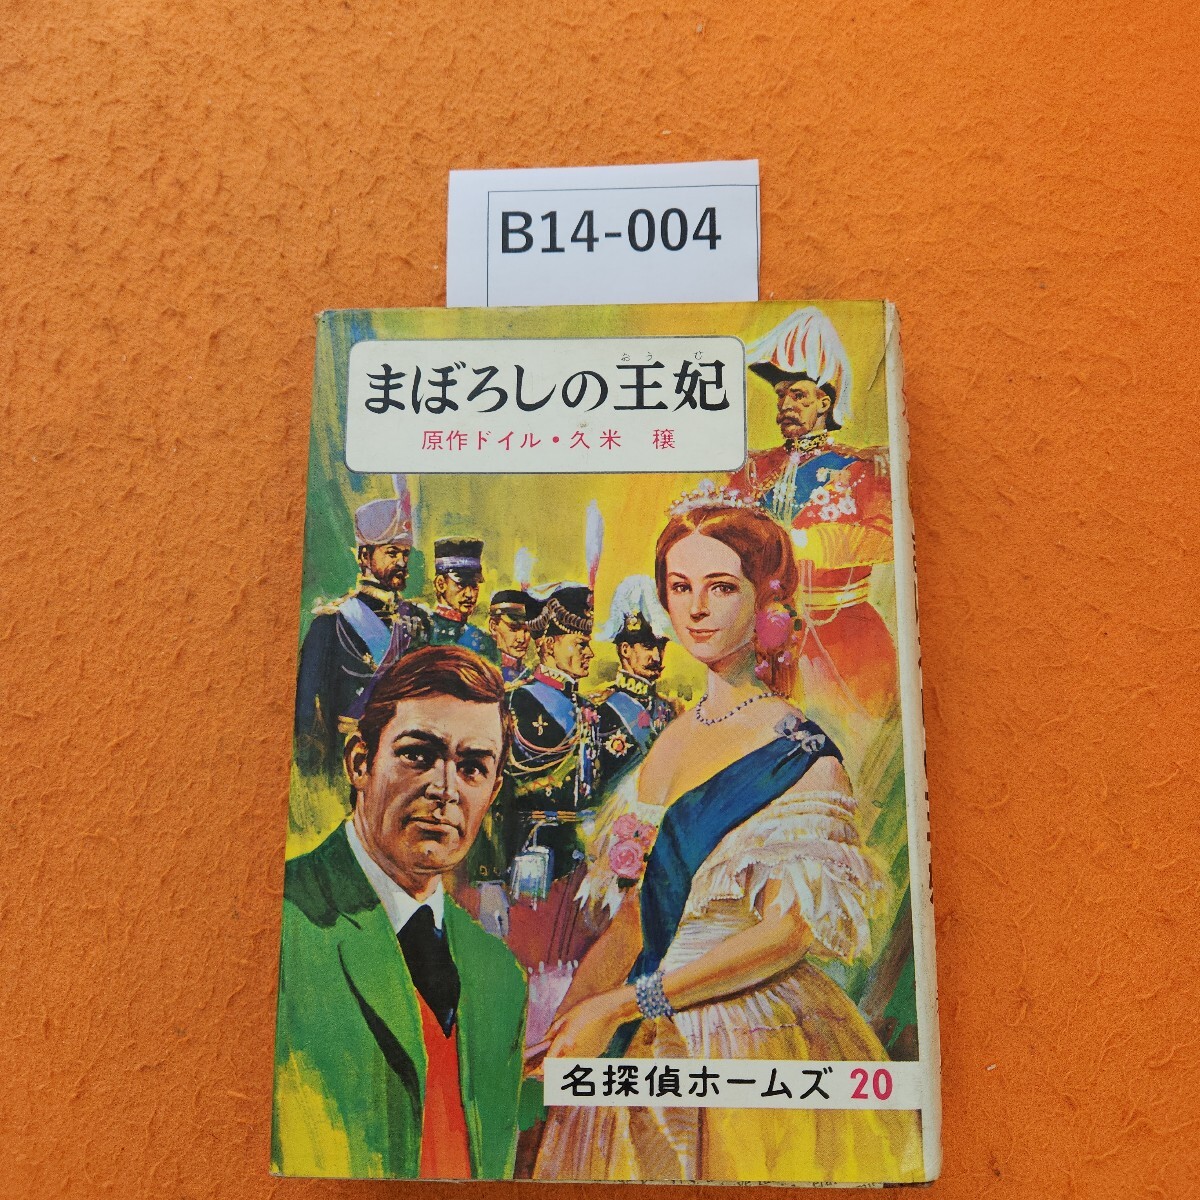 B14-004
おうひ
まぼろしの王妃
原作ドイル・久米 穣
名探偵ホームズ 20